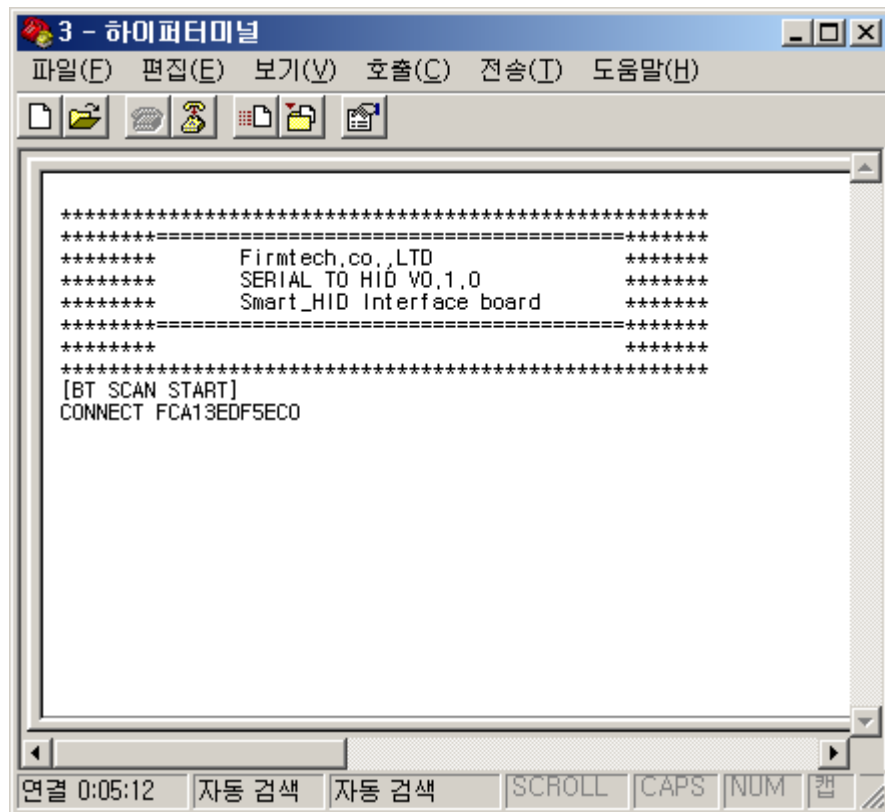 3 - 하이퍼터미널
파일(F) 편집(E) 보기(V) 호출(C) 전송(T) 도움말(H)
******************************************************
********=======================================*******
******** Firmtech.co.,LTD *******
******** SERIAL TO HID V0.1.0 *******
******** Smart_HID Interface board *******
********=======================================*******
******** *******
******************************************************
[BT SCAN START]
CONNECT FCA13EDF5EC0
연결 0:05:12 자동 검색 자동 검색 SCROLL CAPS NUM 캡